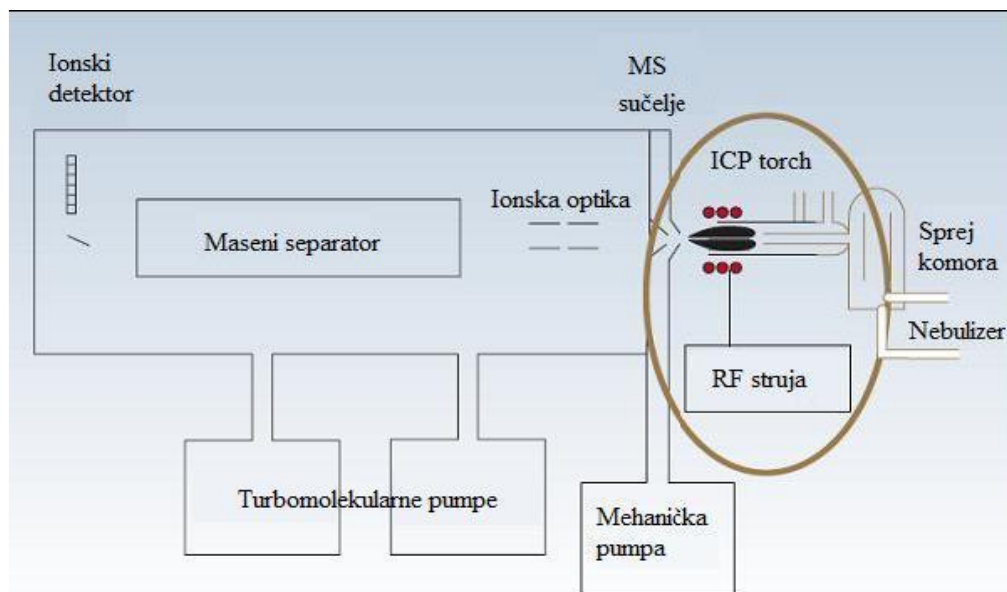 Ionski
detektor
MS
sučelje
ICP torch
Ionska optika
Maseni separator
Sprej
komora
Nebulizer
RF struja
Turbomolekularne pumpe
Mehanička
pumpa